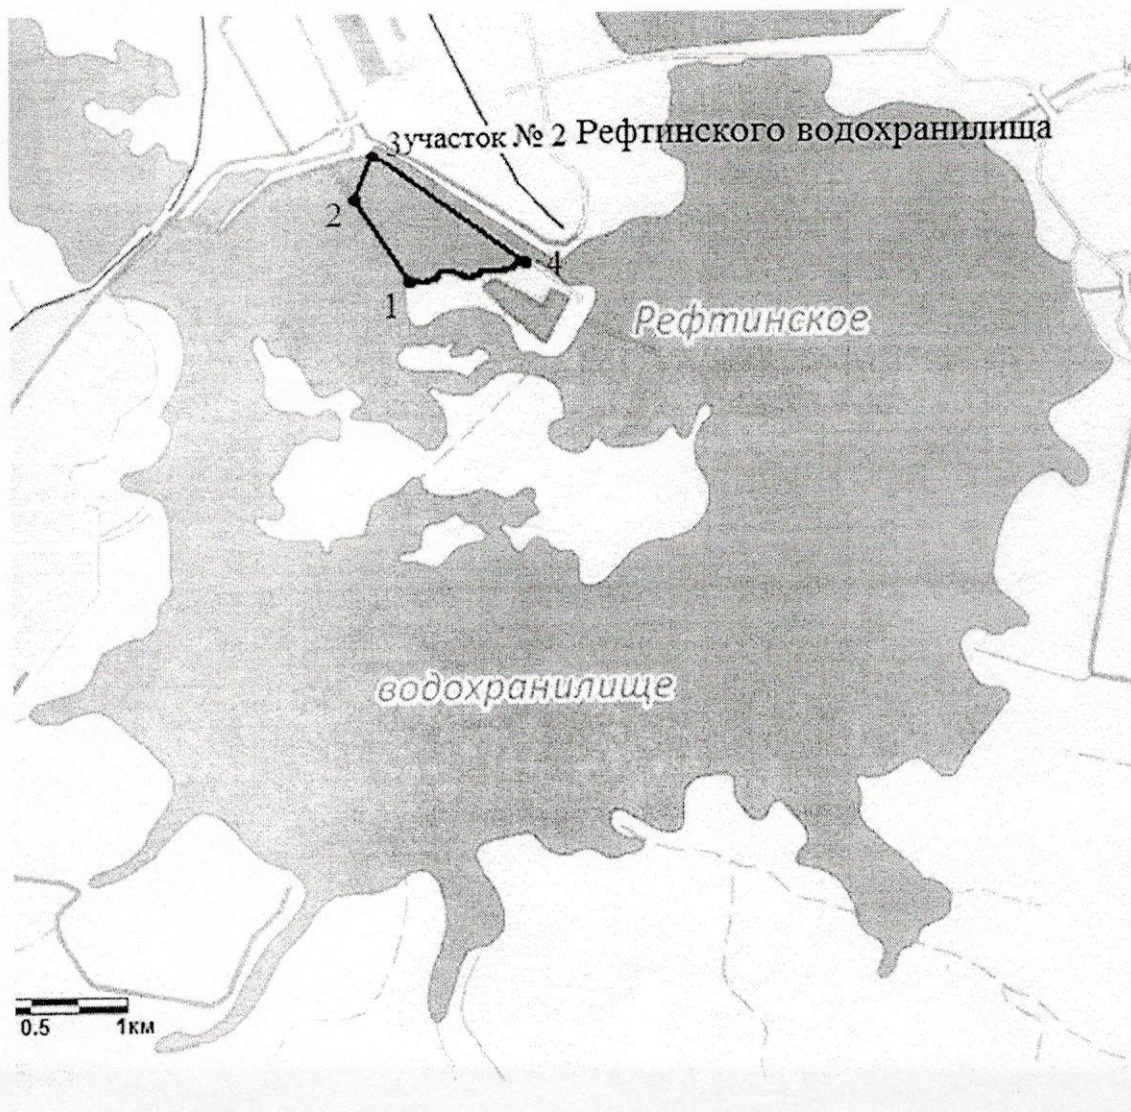 3участок № 2 Рефтинского водохранилища
2
4
1
Рефтинское
водохранилище
0.5 1км